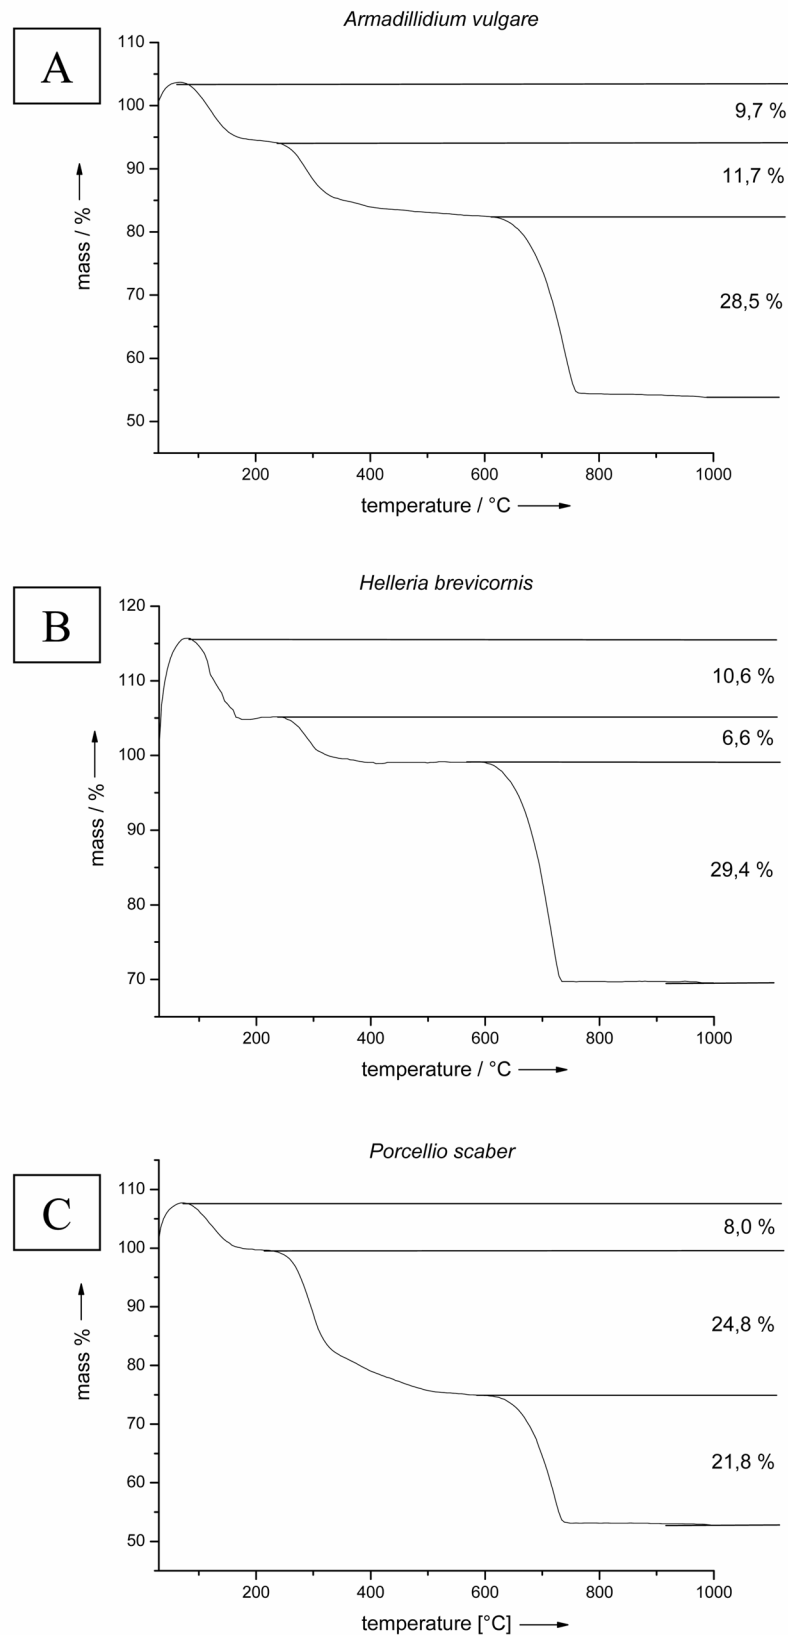 Armadillidium vulgare
A
110
100
90
80
70
60
50
mass / %
9,7 %
11,7 %
28,5 %
200 400 600 800 1000
temperature / °C
Helleria brevicornis
B
120
110
100
90
80
70
mass / %
10,6 %
6,6 %
29,4 %
200 400 600 800 1000
temperature / °C
Porcellio scaber
C
110
100
90
80
70
60
50
mass %
8,0 %
24,8 %
21,8 %
200 400 600 800 1000
temperature [°C]